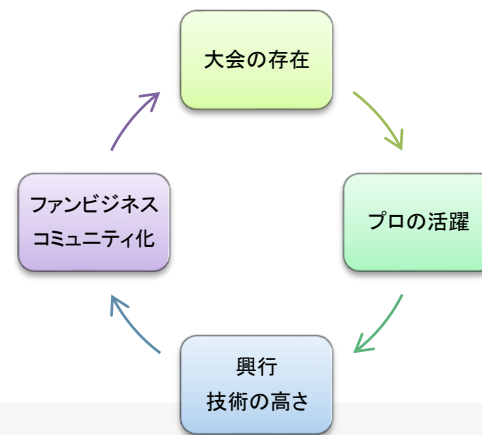 大会の存在
プロの活躍
興行
技術の高さ
ファンビジネス
コミュニティ化